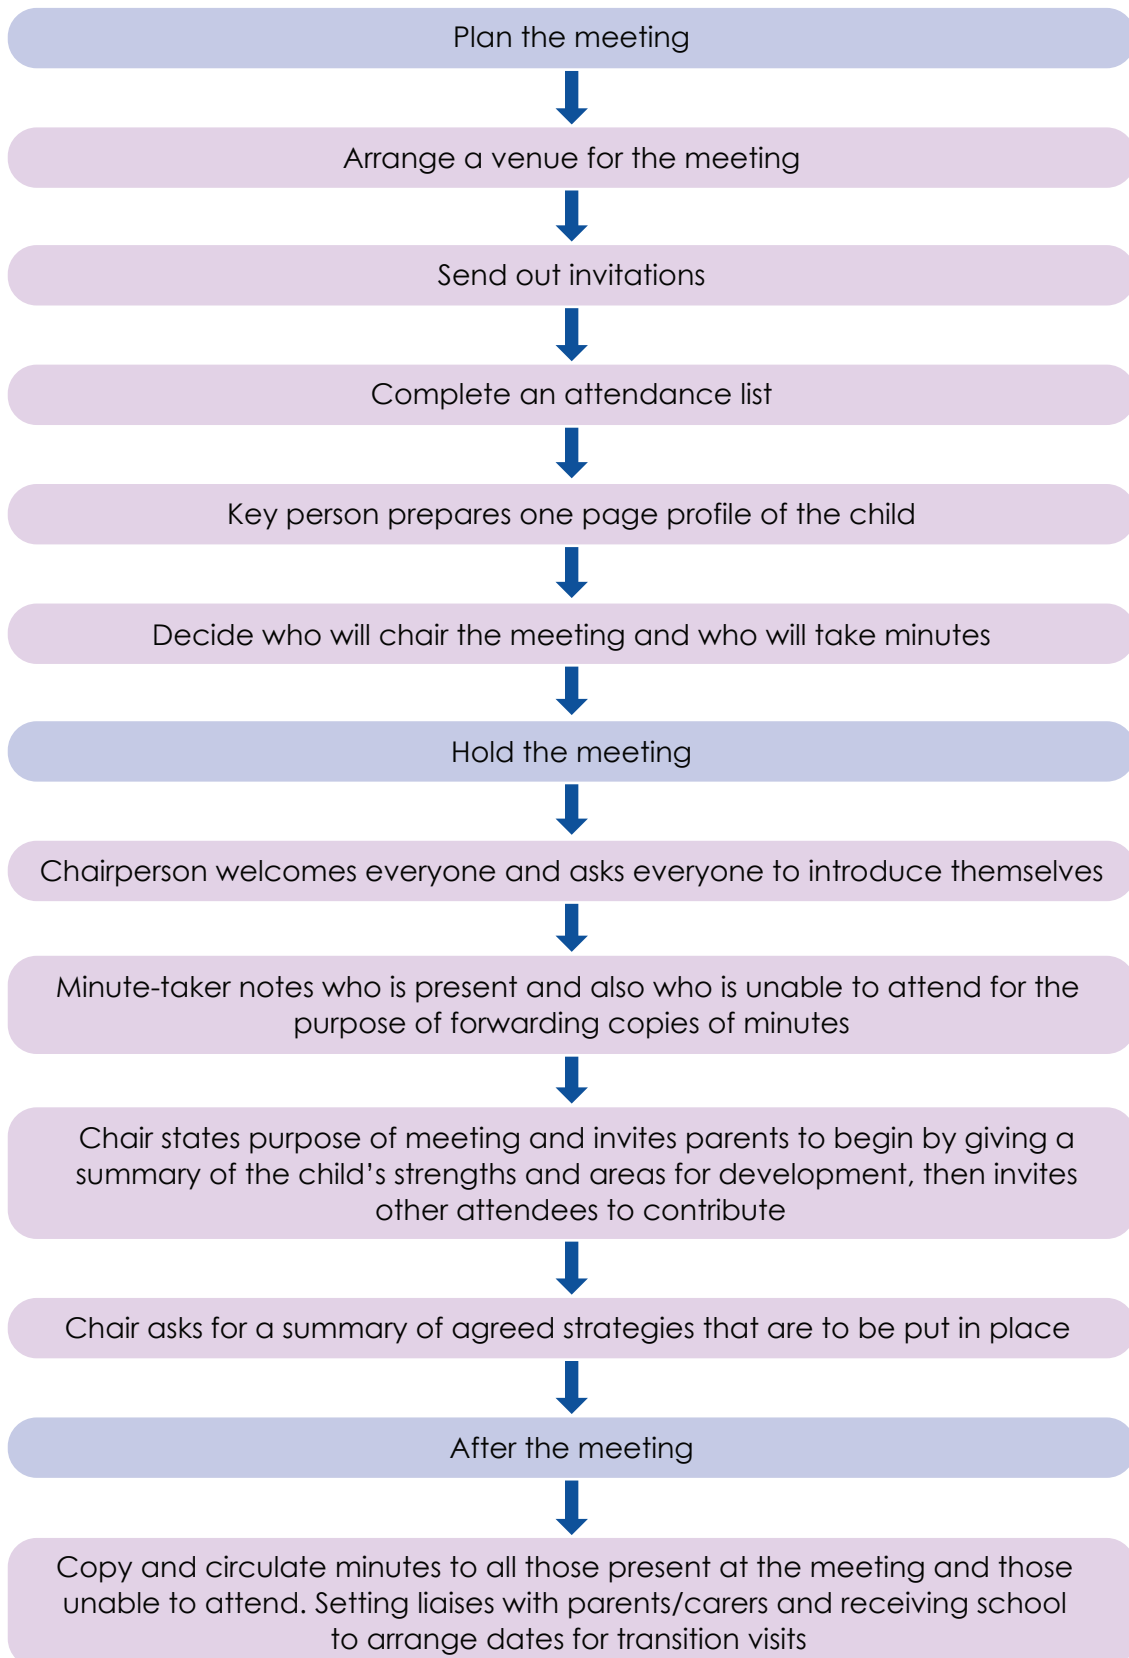 Plan the meeting
Arrange a venue for the meeting
Send out invitations
Complete an attendance list
Key person prepares one page profile of the child
Decide who will chair the meeting and who will take minutes
Hold the meeting
Chairperson welcomes everyone and asks everyone to introduce themselves
Minute-taker notes who is present and also who is unable to attend for the
purpose of forwarding copies of minutes
Chair states purpose of meeting and invites parents to begin by giving a
summary of the child’s strengths and areas for development, then invites
other attendees to contribute
Chair asks for a summary of agreed strategies that are to be put in place
After the meeting
Copy and circulate minutes to all those present at the meeting and those
unable to attend. Setting liaises with parents/carers and receiving school
to arrange dates for transition visits